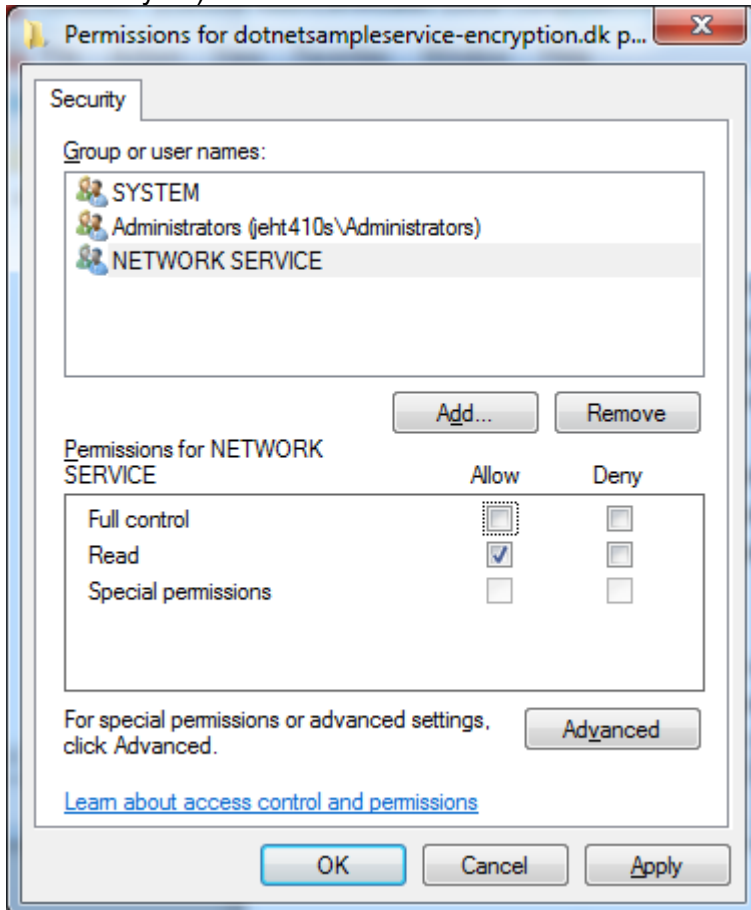 Permissions for dotnetsampleservice-encryption.dk p...
Security
Group or user names:
SYSTEM
Administrators (jeht410s\Administrators)
NETWORK SERVICE
Add... Remove
Permissions for NETWORK
SERVICE Allow Deny
Full control
Read
Special permissions
For special permissions or advanced settings,
click Advanced.
Advanced
Learn about access control and permissions
OK Cancel Apply